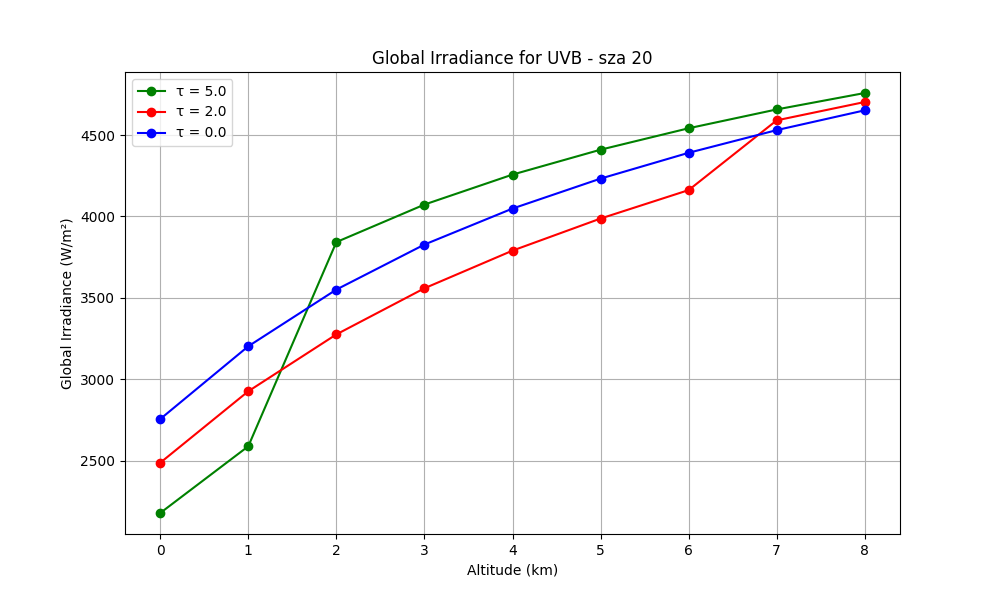 Global Irradiance for UVB - sza 20
τ = 5.0
τ = 2.0
τ = 0.0
Global Irradiance (W/m²)
4500
4000
3500
3000
2500
0 1 2 3 4 5 6 7 8
Altitude (km)